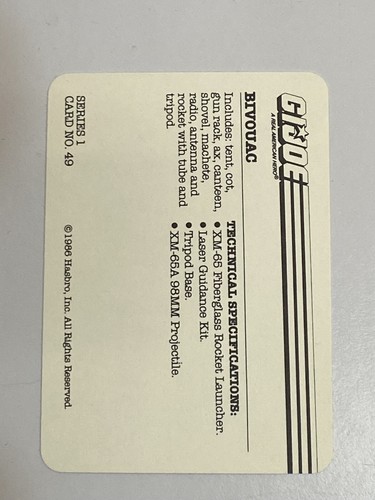 G.I. JOE
A REAL AMERICAN HERO®
BIVOUAC
Includes: tent, cot,
gun rack, ax, canteen,
shovel, machete,
radio, antenna and
rocket with tube and
tripod.
TECHNICAL SPECIFICATIONS:
• XM-65 Fiberglass Rocket Launcher.
• Laser Guidance Kit.
• Tripod Base.
• XM-65A 98MM Projectile.
SERIES 1
CARD NO. 49
©1986 Hasbro, Inc. All Rights Reserved.